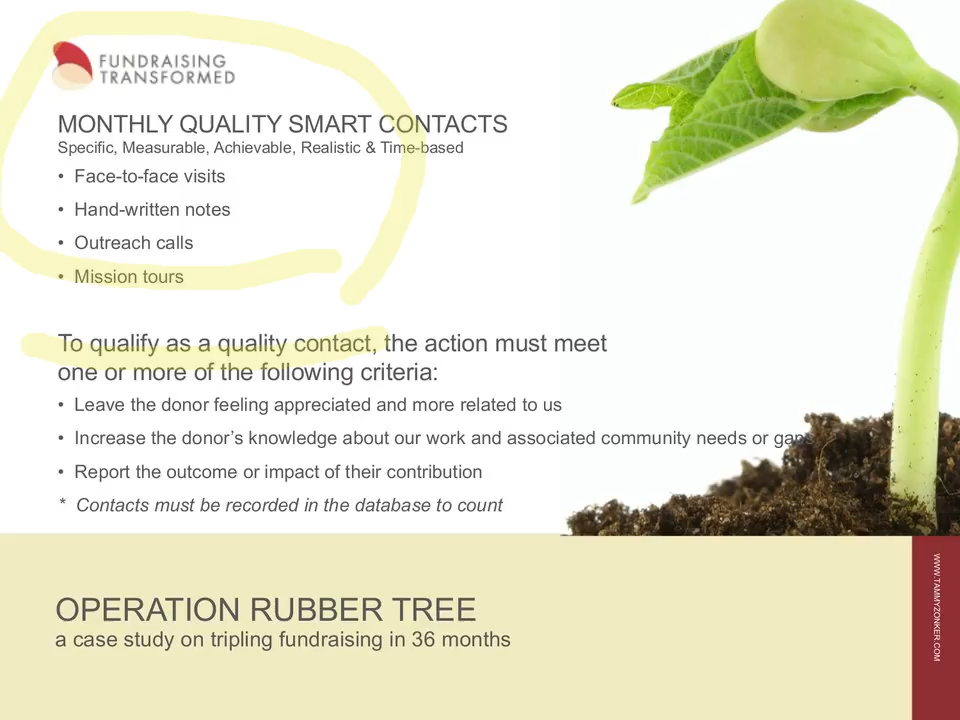 FUNDRAISING
TRANSFORMED
MONTHLY QUALITY SMART CONTACTS
Specific, Measurable, Achievable, Realistic & Time-based
• Face-to-face visits
• Hand-written notes
• Outreach calls
• Mission tours
To qualify as a quality contact, the action must meet
one or more of the following criteria:
• Leave the donor feeling appreciated and more related to us
• Increase the donor’s knowledge about our work and associated community needs or gaps
• Report the outcome or impact of their contribution
* Contacts must be recorded in the database to count
OPERATION RUBBER TREE
a case study on tripling fundraising in 36 months
WWW.TAMMYZONKER.COM